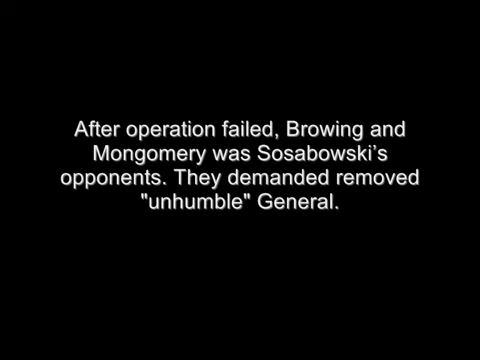 After operation failed, Browing and
Mongomery was Sosabowski’s
opponents. They demanded removed
"unhumble" General.